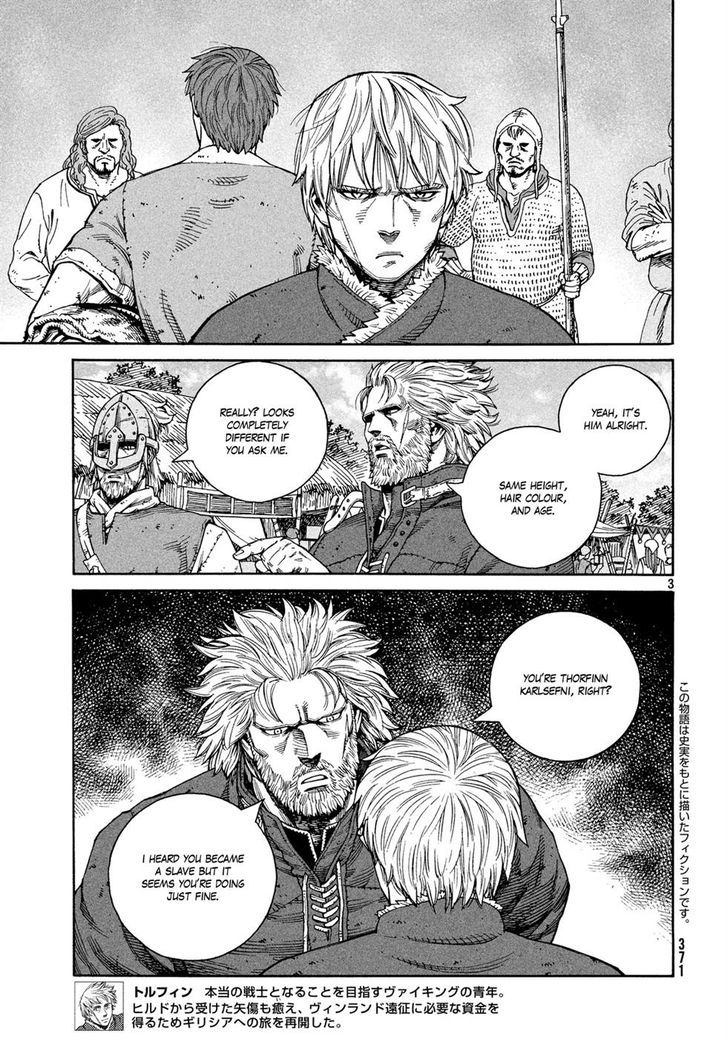 YEAH, IT'S
HIM ALRIGHT.
SAME HEIGHT,
HAIR COLOUR,
AND AGE.
REALLY? LOOKS
COMPLETELY
DIFFERENT IF
YOU ASK ME.
3
YOU'RE THORFINN
KARLSEFNI, RIGHT?
I HEARD YOU BECAME
A SLAVE BUT IT
SEEMS YOU'RE DOING
JUST FINE.
この物語は史実をもとに描いたフィクションです。
371
トルフィン 本当の戦士となることを目指すヴァイキングの青年。
ヒルドから受けた矢傷も癒え、ヴィンランド遠征に必要な資金を
得るためギリシアへの旅を再開した。